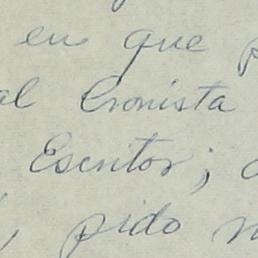 en que
al Cronista
Escritor;
, pido